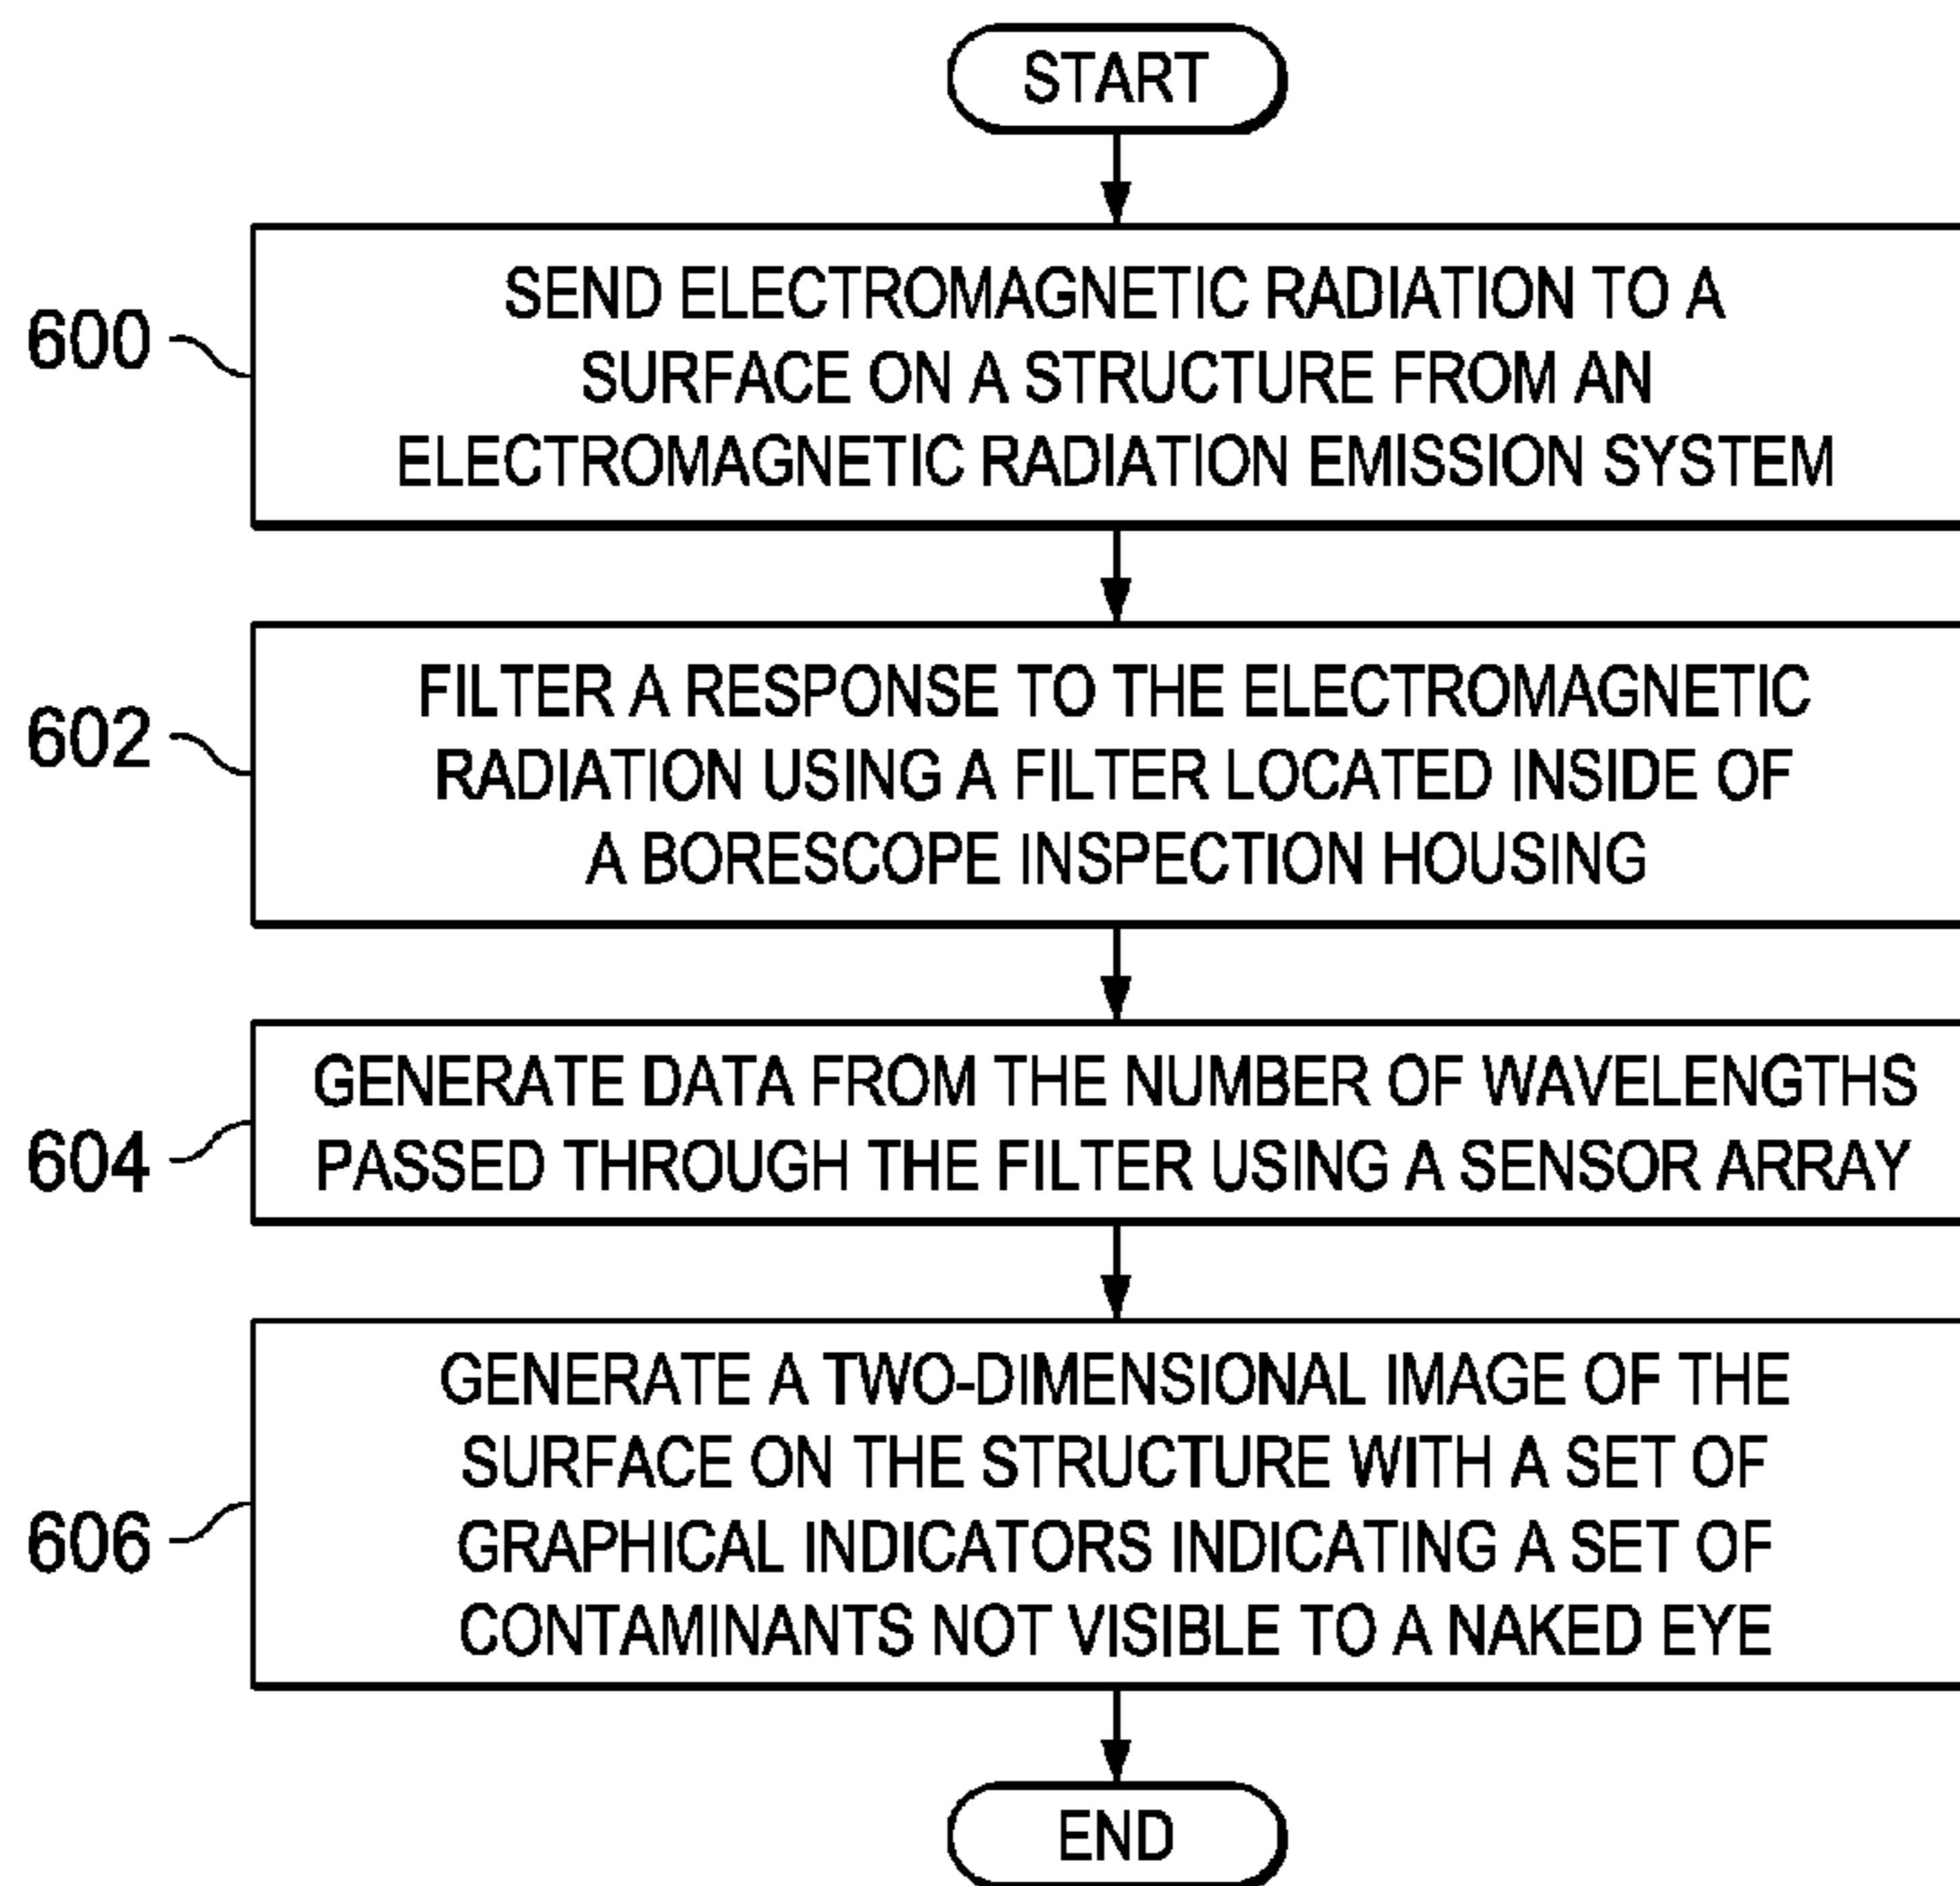 START
600
SEND ELECTROMAGNETIC RADIATION TO A
SURFACE ON A STRUCTURE FROM AN
ELECTROMAGNETIC RADIATION EMISSION SYSTEM
602
FILTER A RESPONSE TO THE ELECTROMAGNETIC
RADIATION USING A FILTER LOCATED INSIDE OF
A BORESCOPE INSPECTION HOUSING
604
GENERATE DATA FROM THE NUMBER OF WAVELENGTHS
PASSED THROUGH THE FILTER USING A SENSOR ARRAY
606
GENERATE A TWO-DIMENSIONAL IMAGE OF THE
SURFACE ON THE STRUCTURE WITH A SET OF
GRAPHICAL INDICATORS INDICATING A SET OF
CONTAMINANTS NOT VISIBLE TO A NAKED EYE
END